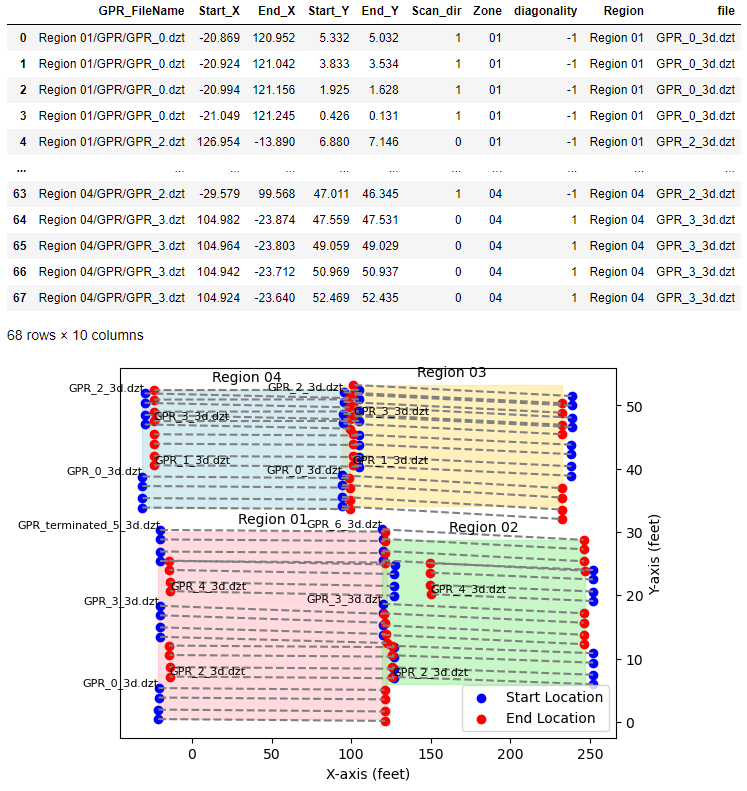 GPR_FileName Start_X End_X Start_Y End_Y Scan_dir Zone diagonality Region file
0 Region 01/GPR/GPR_0.dzt -20.869 120.952 5.332 5.032 1 01 -1 Region 01 GPR_0_3d.dzt
1 Region 01/GPR/GPR_0.dzt -20.924 121.042 3.833 3.534 1 01 -1 Region 01 GPR_0_3d.dzt
2 Region 01/GPR/GPR_0.dzt -20.994 121.156 1.925 1.628 1 01 -1 Region 01 GPR_0_3d.dzt
3 Region 01/GPR/GPR_0.dzt -21.049 121.245 0.426 0.131 1 01 -1 Region 01 GPR_0_3d.dzt
4 Region 01/GPR/GPR_2.dzt 126.954 -13.890 6.880 7.146 0 01 -1 Region 01 GPR_2_3d.dzt
... ... ... ... ... ... ... ... ... ... ...
63 Region 04/GPR/GPR_2.dzt -29.579 99.568 47.011 46.345 1 04 -1 Region 04 GPR_2_3d.dzt
64 Region 04/GPR/GPR_3.dzt 104.982 -23.874 47.559 47.531 0 04 1 Region 04 GPR_3_3d.dzt
65 Region 04/GPR/GPR_3.dzt 104.964 -23.803 49.059 49.029 0 04 1 Region 04 GPR_3_3d.dzt
66 Region 04/GPR/GPR_3.dzt 104.942 -23.712 50.969 50.937 0 04 1 Region 04 GPR_3_3d.dzt
67 Region 04/GPR/GPR_3.dzt 104.924 -23.640 52.469 52.435 0 04 1 Region 04 GPR_3_3d.dzt
68 rows × 10 columns
Region 04 Region 03
GPR_2_3d.dzt GPR_2_3d.dzt
GPR_3_3d.dzt GPR_3_3d.dzt
50
GPR_1_3d.dzt GPR_1_3d.dzt
GPR_0_3d.dzt GPR_0_3d.dzt
40
Region 01 Region 02
GPR_terminated_5_3d.dzt GPR_6_3d.dzt
30
GPR_4_3d.dzt GPR_4_3d.dzt
GPR_3_3d.dzt GPR_3_3d.dzt
20
GPR_2_3d.dzt GPR_2_3d.dzt
10
GPR_0_3d.dzt
Start Location
End Location
0
Y-axis (feet)
0 50 100 150 200 250
X-axis (feet)